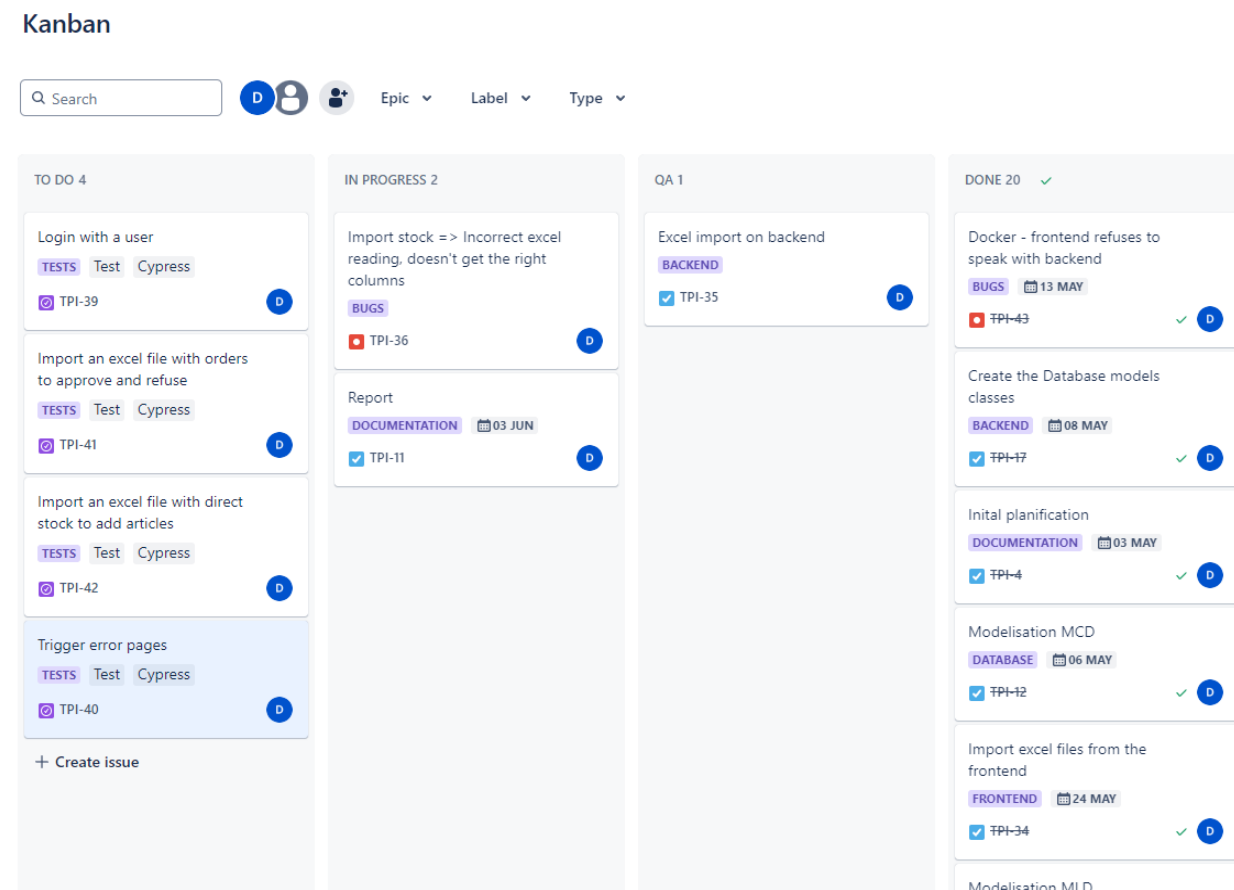 Kanban
Search
D
Epic
Label
Type
TO DO 4
Login with a user
TESTS Test Cypress
TPI-39 D
Import an excel file with orders
to approve and refuse
TESTS Test Cypress
TPI-41 D
Import an excel file with direct
stock to add articles
TESTS Test Cypress
TPI-42 D
Trigger error pages
TESTS Test Cypress
TPI-40 D
+ Create issue
IN PROGRESS 2
Import stock => Incorrect excel
reading, doesn't get the right
columns
BUGS
TPI-36 D
Report
DOCUMENTATION 03 JUN
TPI-11 D
QA 1
Excel import on backend
BACKEND
TPI-35 D
DONE 20
Docker - frontend refuses to
speak with backend
BUGS 13 MAY
TPI-43 D
Create the Database models
classes
BACKEND 08 MAY
TPI-17 D
Inital planification
DOCUMENTATION 03 MAY
TPI-4 D
Modelisation MCD
DATABASE 06 MAY
TPI-12 D
Import excel files from the
frontend
FRONTEND 24 MAY
TPI-34 D
Modelisation MLD